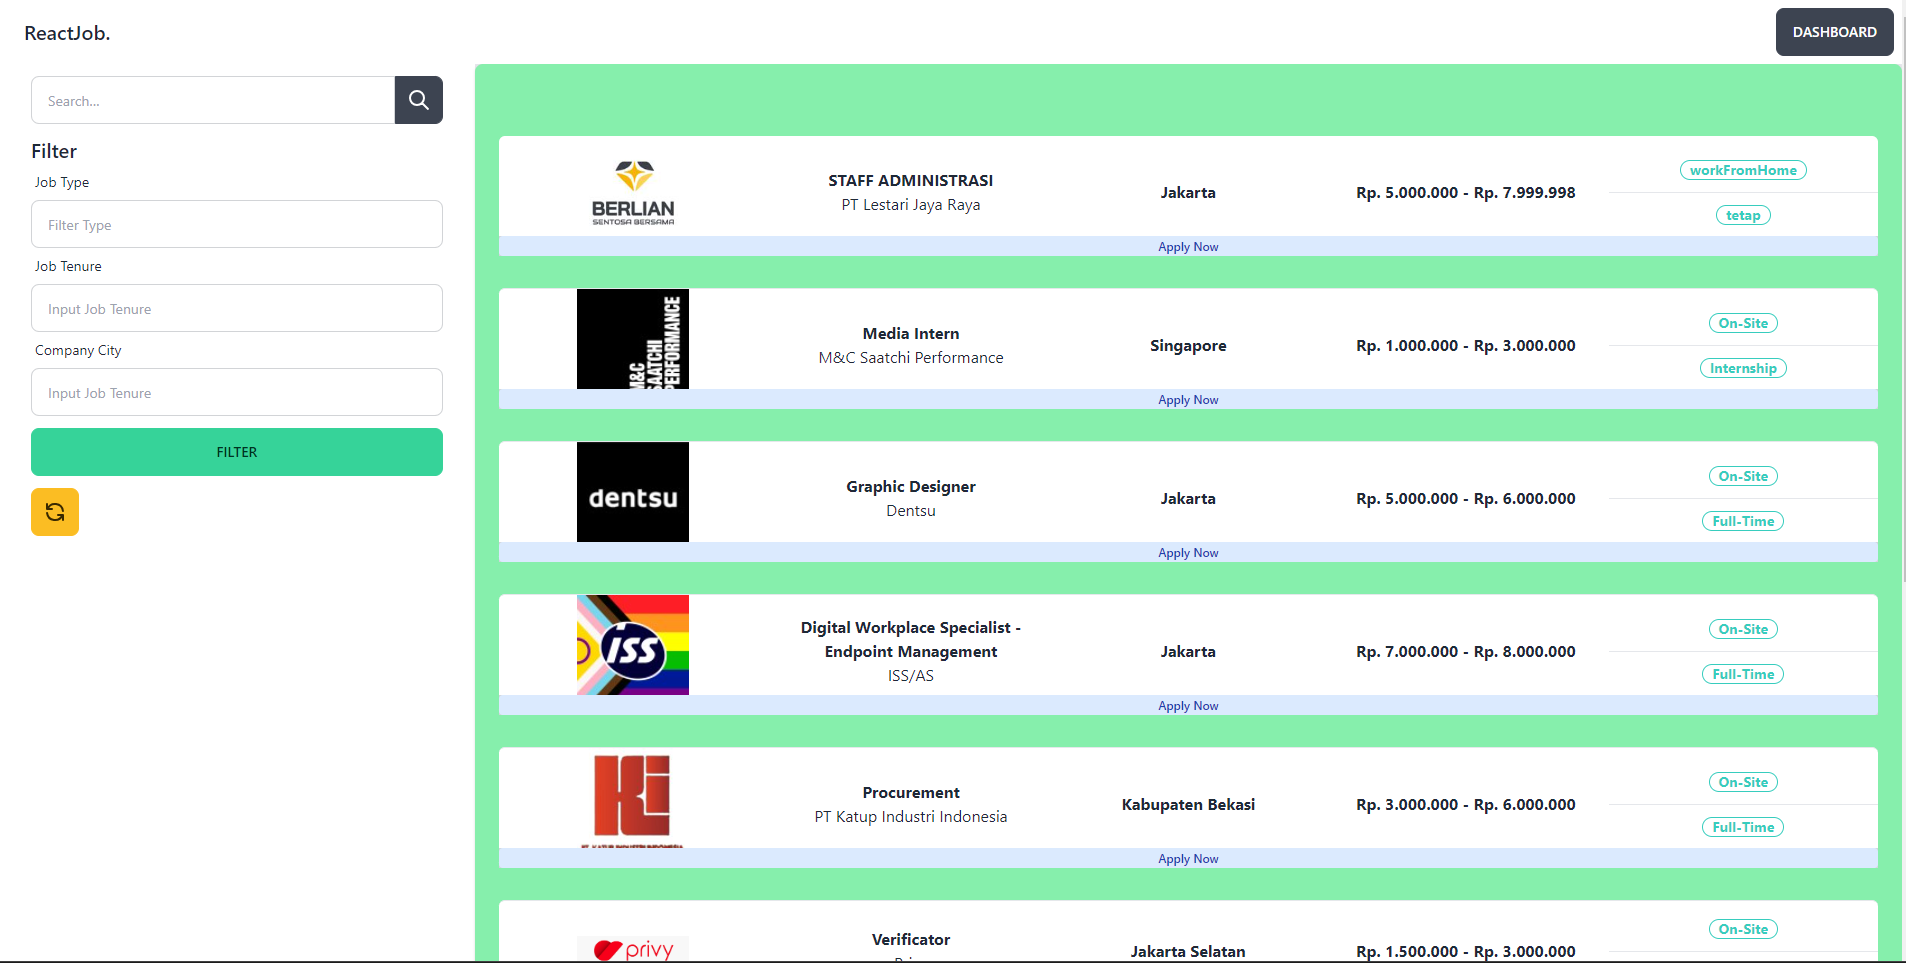 ReactJob.
DASHBOARD
Search...
Filter
Job Type
Filter Type
Job Tenure
Input Job Tenure
Company City
Input Job Tenure
FILTER
BERLIAN
SENTOSA BERSAMA
STAFF ADMINISTRASI
PT Lestari Jaya Raya
Jakarta
Rp. 5.000.000 - Rp. 7.999.998
workFromHome
tetap
Apply Now
M&C
SAATCHI
PERFORMANCE
Media Intern
M&C Saatchi Performance
Singapore
Rp. 1.000.000 - Rp. 3.000.000
On-Site
Internship
Apply Now
dentsu
Graphic Designer
Dentsu
Jakarta
Rp. 5.000.000 - Rp. 6.000.000
On-Site
Full-Time
Apply Now
ISS
Digital Workplace Specialist -
Endpoint Management
ISS/AS
Jakarta
Rp. 7.000.000 - Rp. 8.000.000
On-Site
Full-Time
Apply Now
Ki
Procurement
PT Katup Industri Indonesia
Kabupaten Bekasi
Rp. 3.000.000 - Rp. 6.000.000
On-Site
Full-Time
Apply Now
privy
Verificator
Jakarta Selatan
Rp. 1.500.000 - Rp. 3.000.000
On-Site